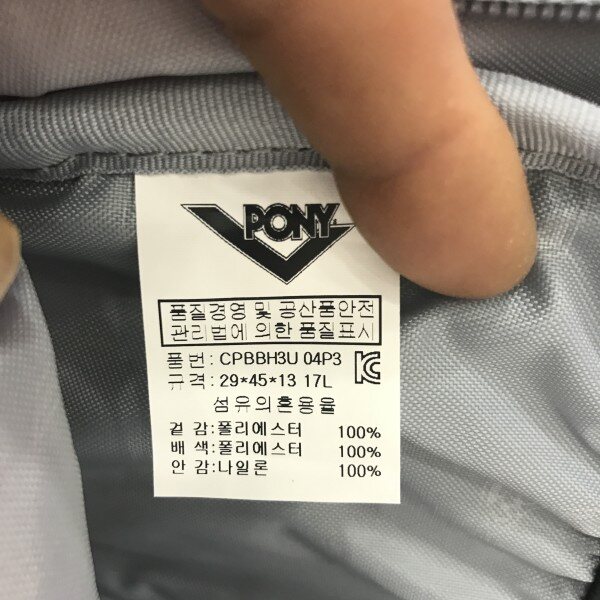 PONY
품질경영 및 공산품안전
관리법에 의한 품질표시
품 번 : CPBBH3U 04P3
규 격 : 29*45*13 17L
섬유의혼용율
겉 감:폴리에스터 100%
배 색:폴리에스터 100%
안 감:나일론 100%